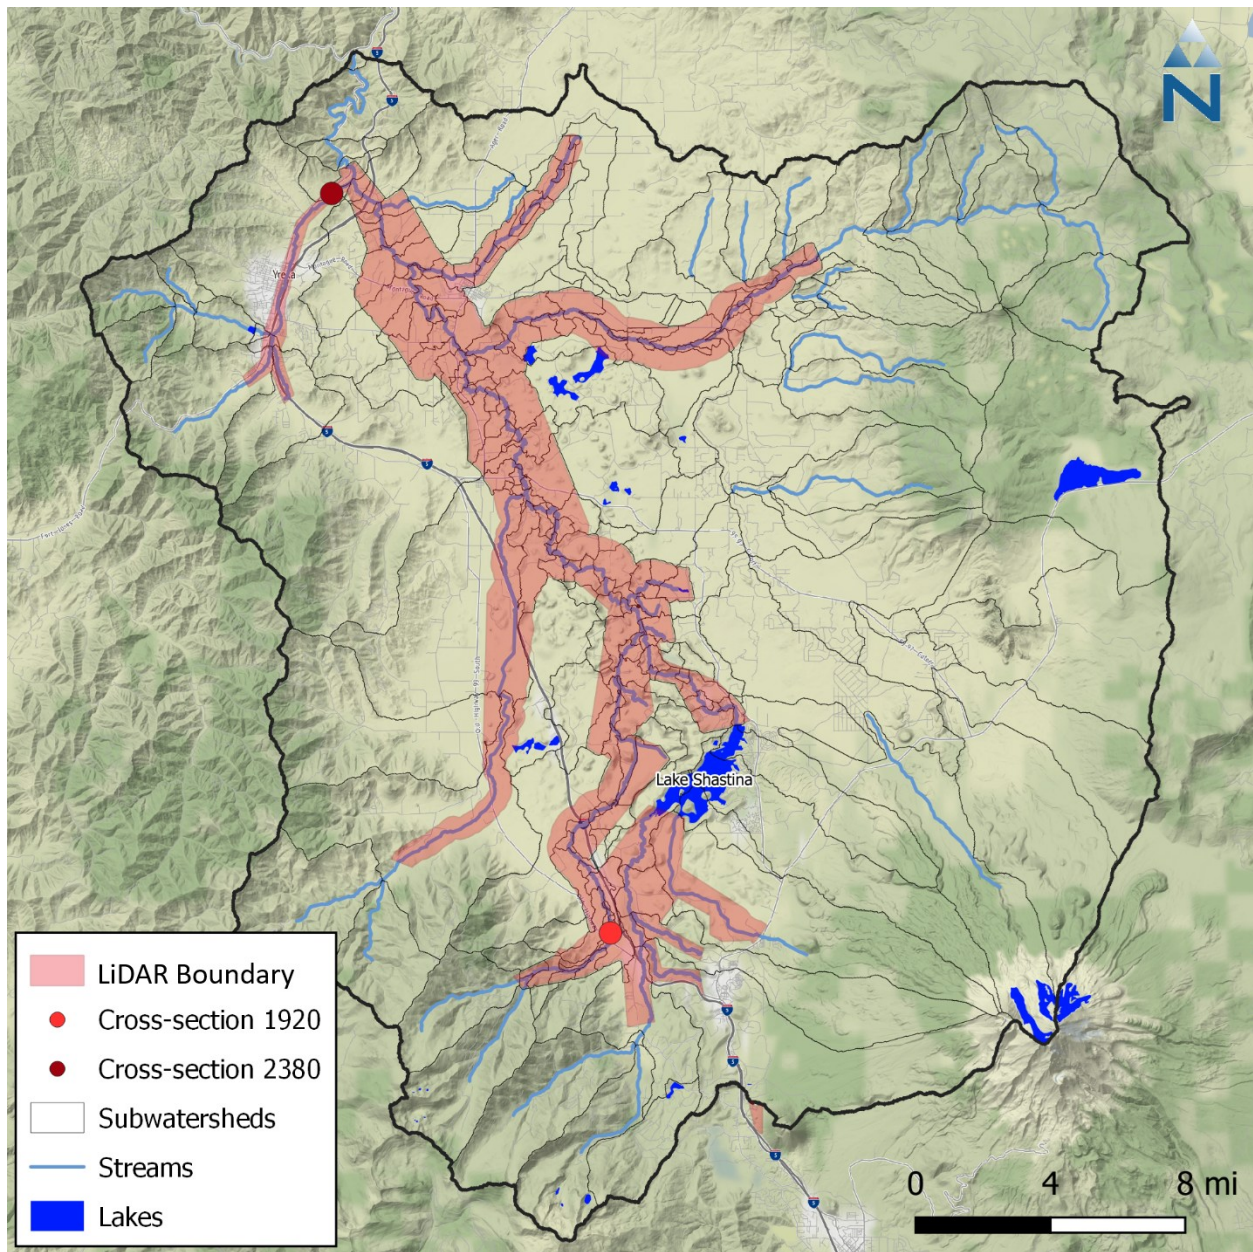 N
Yreka
Lake Shastina
LiDAR Boundary
Cross-section 1920
Cross-section 2380
Subwatersheds
Streams
Lakes
0 4 8 mi